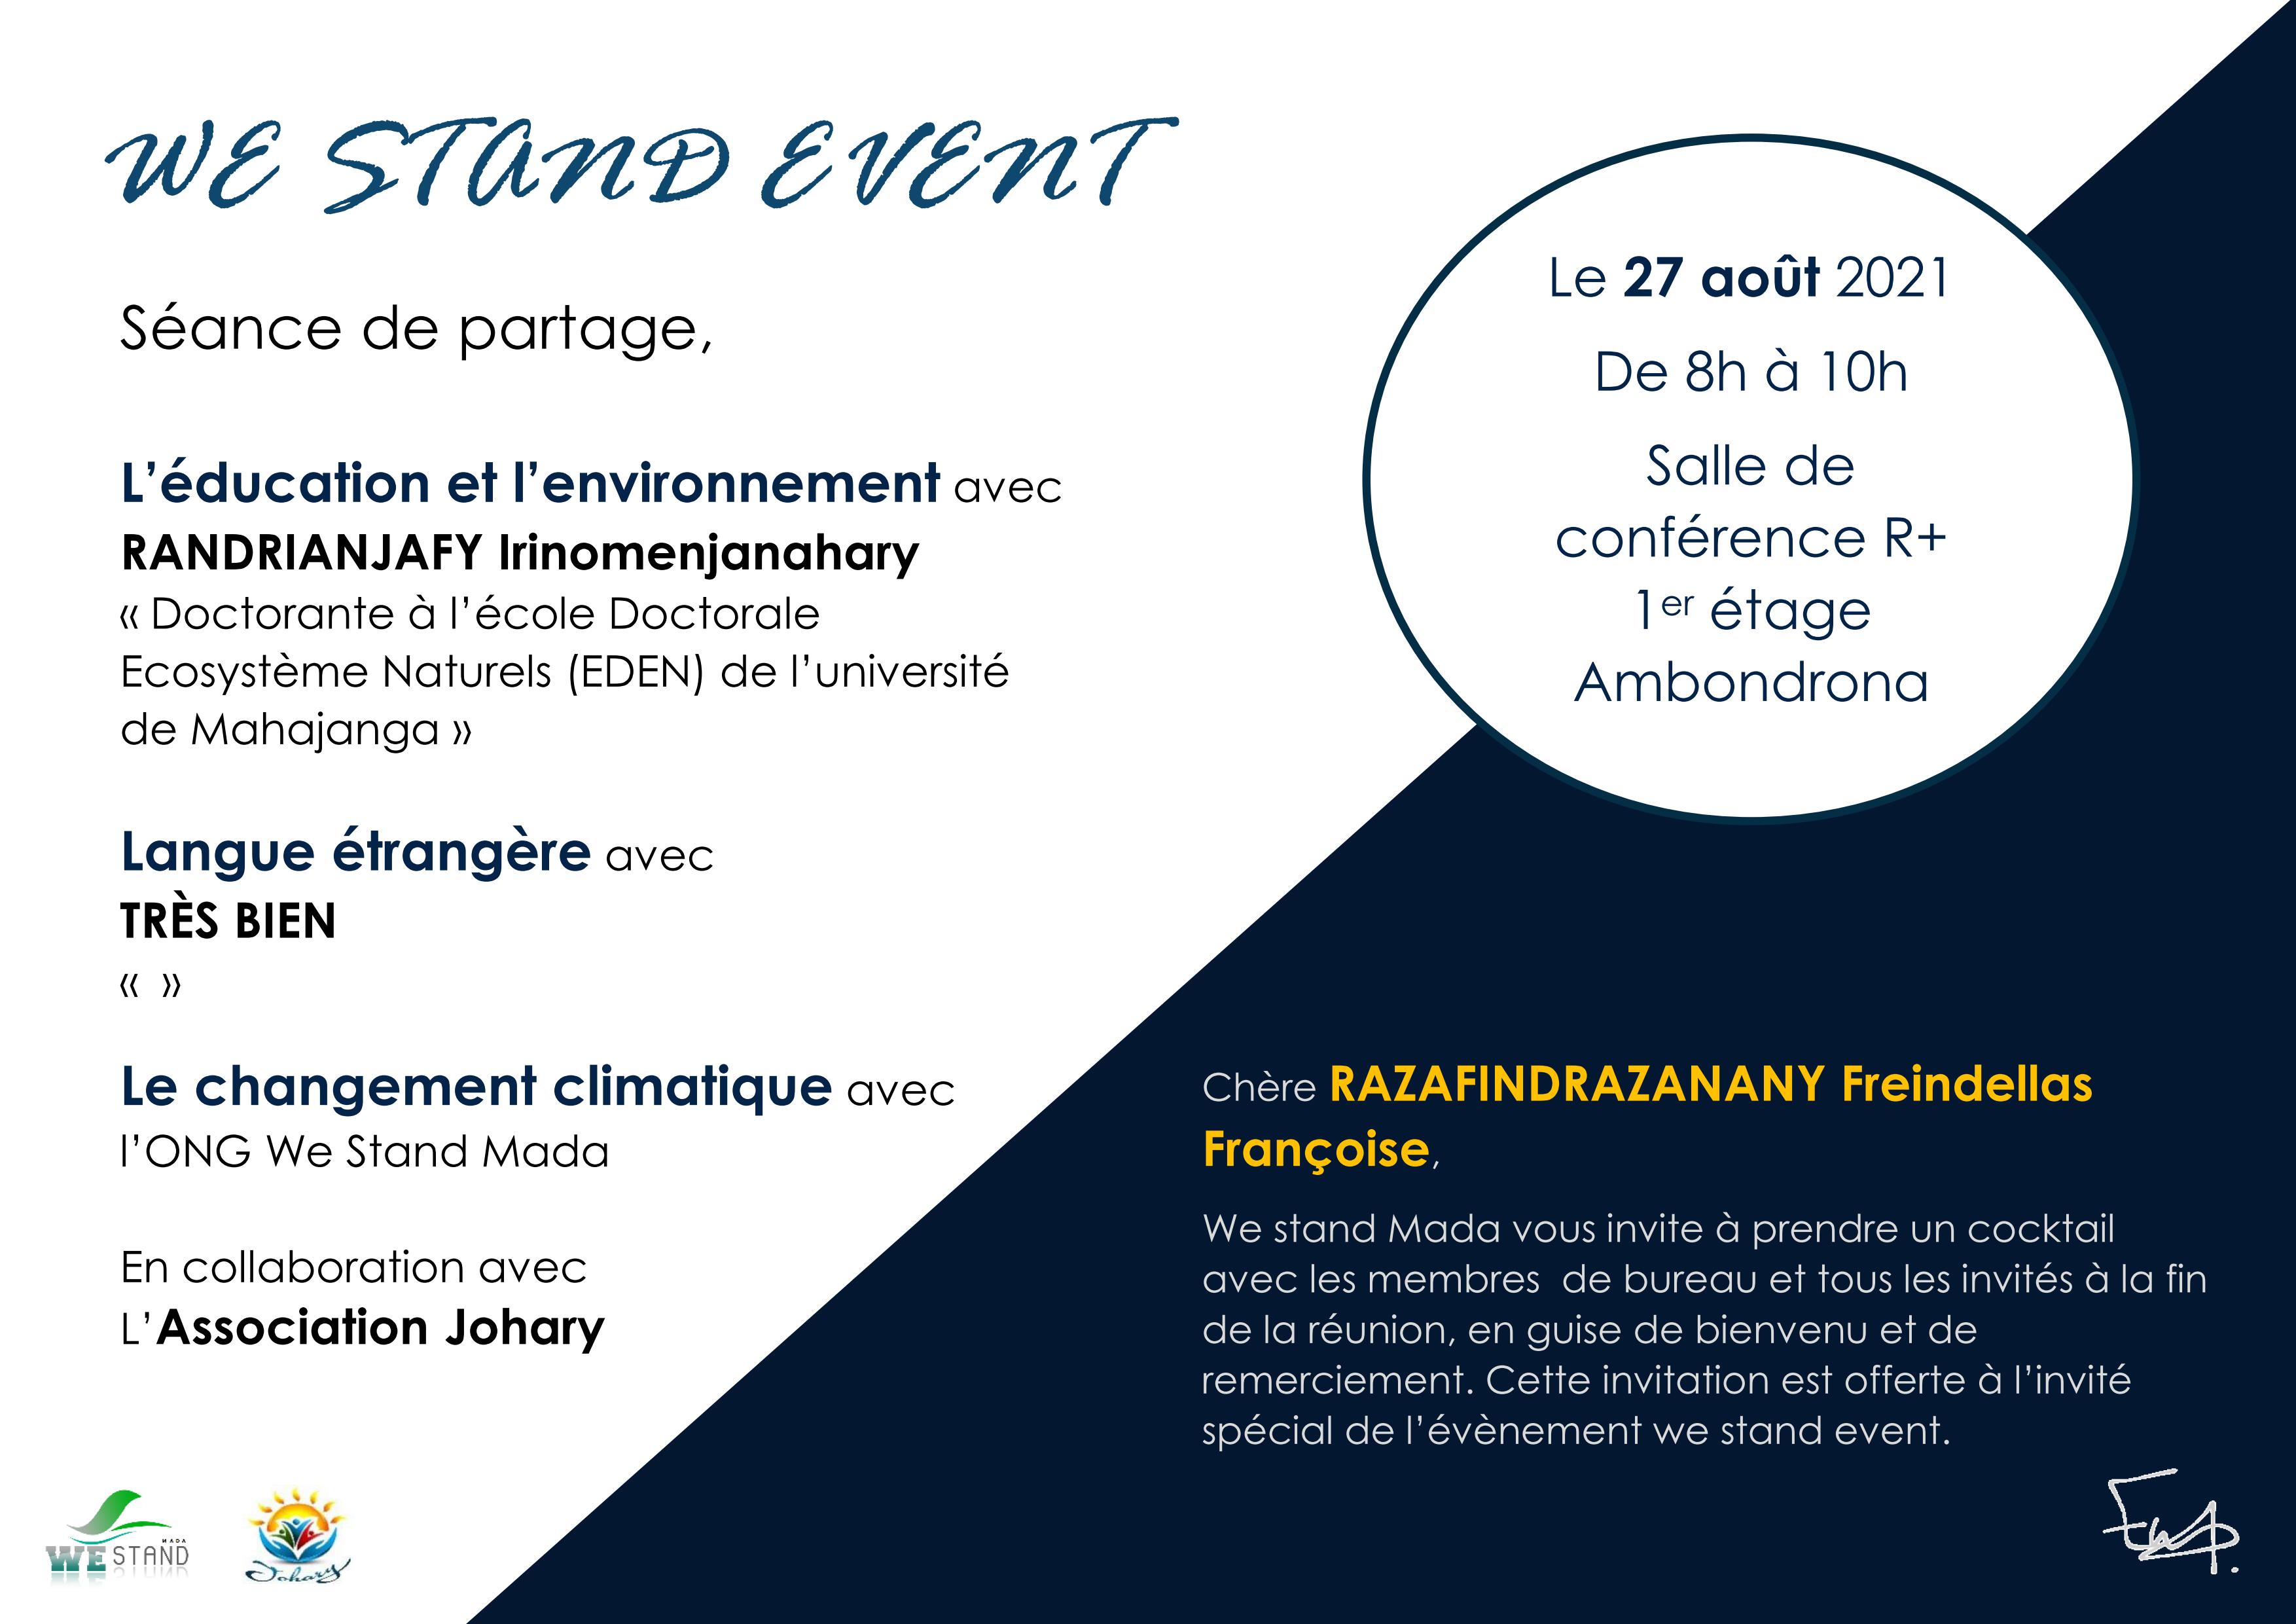 WE STAND EVENT
Séance de partage,
L’éducation et l’environnement avec
RANDRIANJAFY Irinomenjanahary
« Doctorante à l’école Doctorale
Ecosystème Naturels (EDEN) de l’université
de Mahajanga »
Langue étrangère avec
TRÈS BIEN
«  »
Le changement climatique avec
l’ONG We Stand Mada
En collaboration avec
L’Association Johary
Le 27 août 2021
De 8h à 10h
Salle de
conférence R+
1er étage
Ambondrona
Chère RAZAFINDRAZANANY Freindellas
Françoise,
We stand Mada vous invite à prendre un cocktail
avec les membres  de bureau et tous les invités à la fin
de la réunion, en guise de bienvenu et de
remerciement. Cette invitation est offerte à l’invité
spécial de l’évènement we stand event.
MADA
WE STAND
Johary